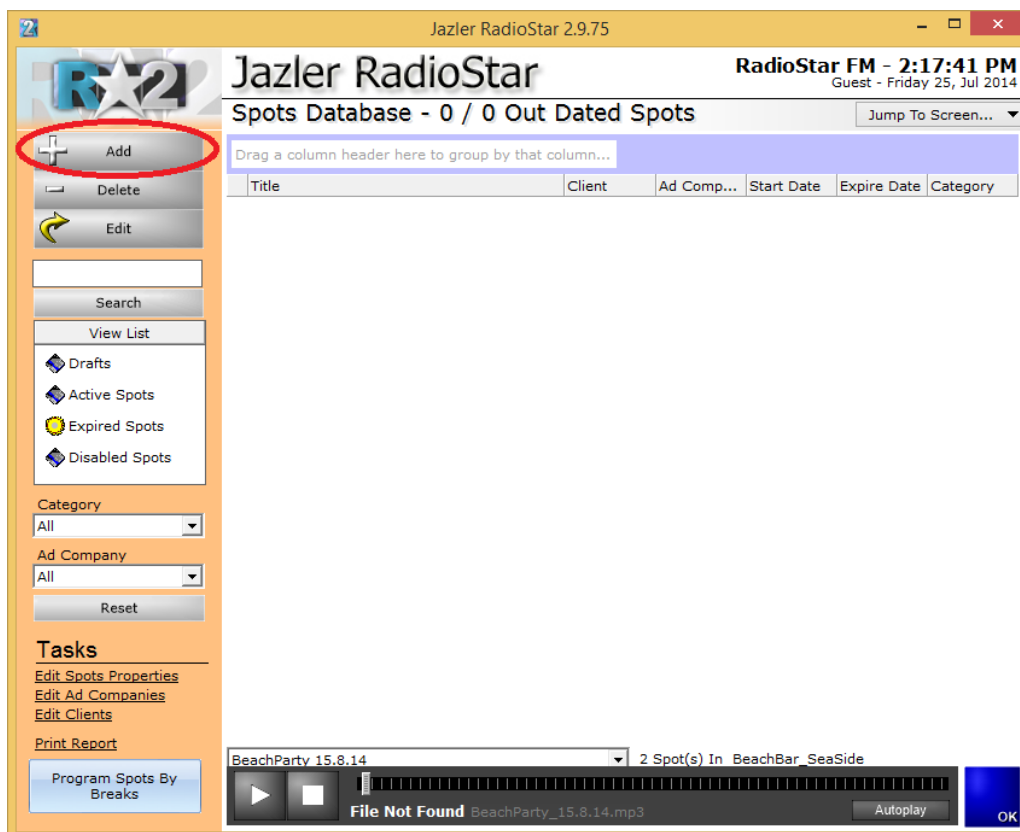 Jazler RadioStar 2.9.75
R★2
Jazler RadioStar
RadioStar FM - 2:17:41 PM
Guest - Friday 25, Jul 2014
Spots Database - 0 / 0 Out Dated Spots
Jump To Screen...
Add
Delete
Edit
Search
View List
Drafts
Active Spots
Expired Spots
Disabled Spots
Category
All
Ad Company
All
Reset
Tasks
Edit Spots Properties
Edit Ad Companies
Edit Clients
Print Report
Program Spots By
Breaks
Drag a column header here to group by that column...
Title Client Ad Comp... Start Date Expire Date Category
BeachParty 15.8.14
2 Spot(s) In BeachBar_SeaSide
File Not Found BeachParty_15.8.14.mp3
Autoplay
OK